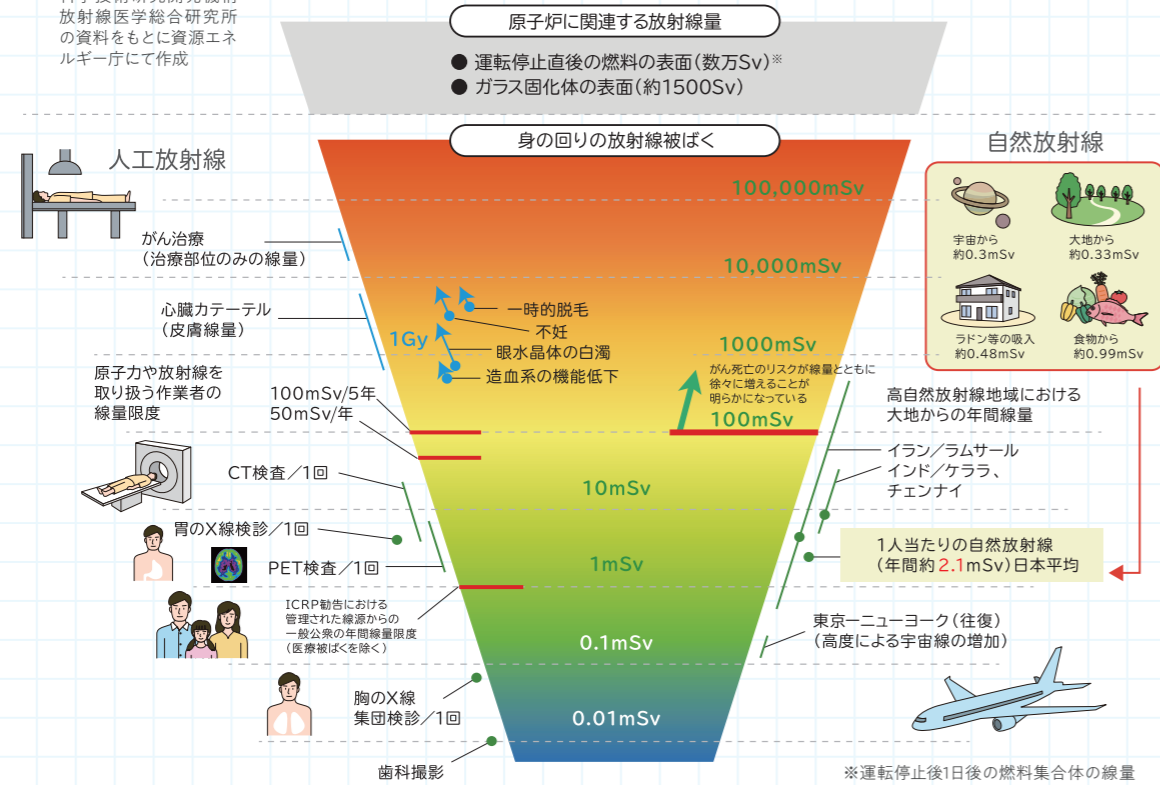 放射線医学総合研究所
の資料をもとに資源エネ
ルギー庁にて作成
原子炉に関連する放射線量
● 運転停止直後の燃料の表面(数万Sv)※
● ガラス固化体の表面(約1500Sv)
身の回りの放射線被ばく
人工放射線
自然放射線
100,000mSv
10,000mSv
1000mSv
100mSv
10mSv
1mSv
0.1mSv
0.01mSv
がん治療
(治療部位のみの線量)
心臓カテーテル
(皮膚線量)
1Gy
一時的脱毛
不妊
眼水晶体の白濁
造血系の機能低下
がん死亡のリスクが線量とともに
徐々に増えることが
明らかになっている
原子力や放射線を
取り扱う作業者の
線量限度
100mSv/5年
50mSv/年
CT検査/1回
胃のX線検診/1回
PET検査/1回
ICRP勧告における
管理された線源からの
一般公衆の年間線量限度
(医療被ばくを除く)
胸のX線
集団検診/1回
歯科撮影
宇宙から
約0.3mSv
大地から
約0.33mSv
ラドン等の吸入
約0.48mSv
食物から
約0.99mSv
高自然放射線地域における
大地からの年間線量
イラン/ラムサール
インド/ケララ、
チェンナイ
1人当たりの自然放射線
(年間約2.1mSv)日本平均
東京ーニューヨーク(往復)
(高度による宇宙線の増加)
※運転停止後1日後の燃料集合体の線量